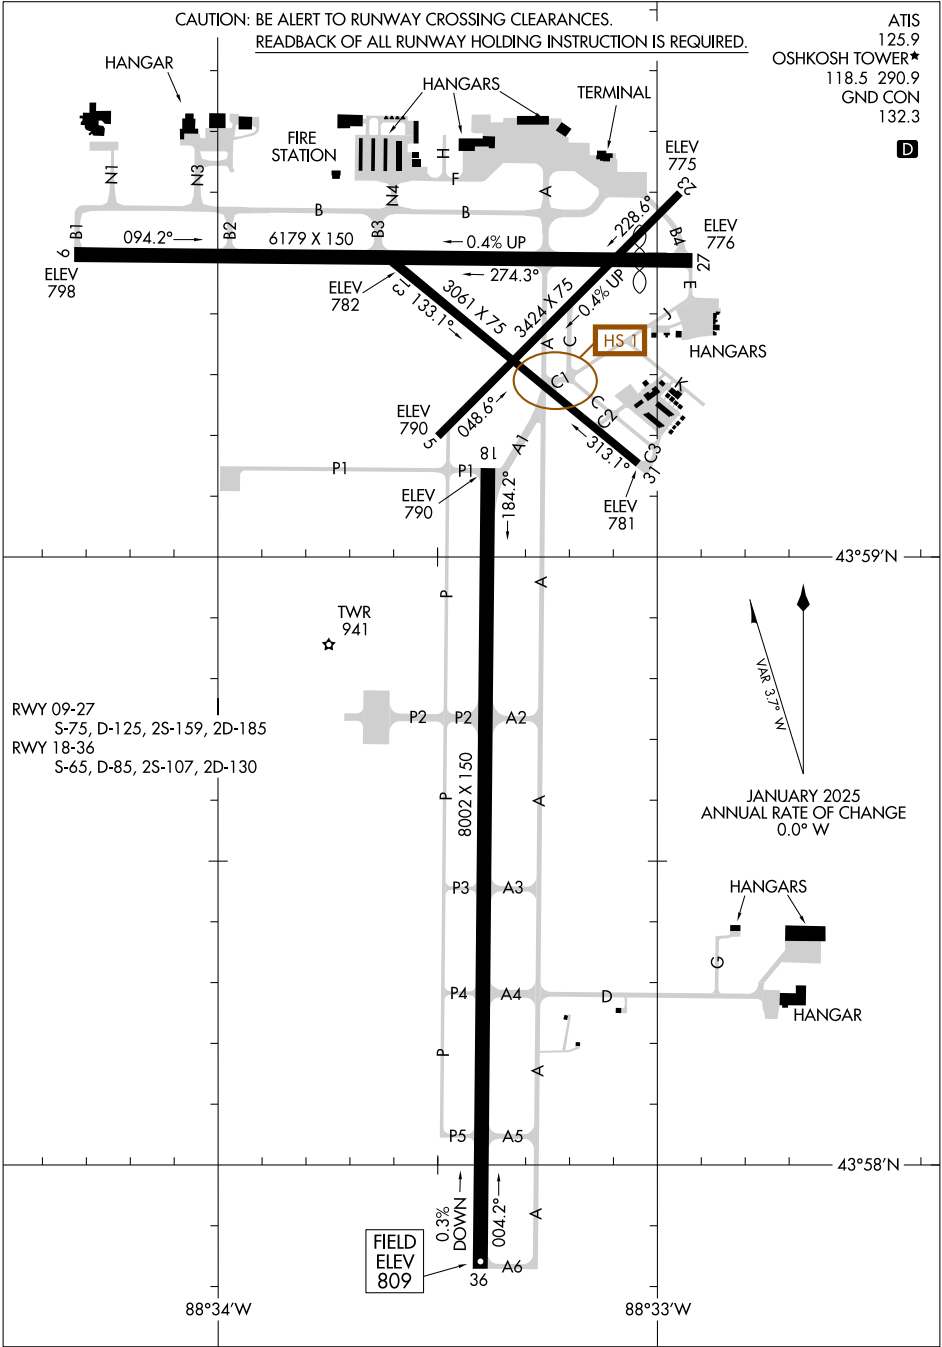 CAUTION: BE ALERT TO RUNWAY CROSSING CLEARANCES.
READBACK OF ALL RUNWAY HOLDING INSTRUCTION IS REQUIRED.
ATIS
125.9
OSHKOSH TOWER★
118.5 290.9
GND CON
132.3
D
HANGAR
HANGARS
TERMINAL
FIRE
STATION
ELEV
775
23
N1
N3
N4
H
F
A
B
B
B1
B2
B3
B4
228.6°
ELEV
776
27
9
094.2°
6179 X 150
0.4% UP
274.3°
ELEV
798
ELEV
782
13
133.1°
3061 X 75
3424 X 75
0.4% UP
E
J
A
C
HS 1
HANGARS
K
C1
C
C2
C3
ELEV
790
5
048.6°
313.1°
31
ELEV
781
A1
18
P1
P1
ELEV
790
184.2°
43°59'N
P
A
TWR
941
VAR 3.7° W
RWY 09-27
S-75, D-125, 2S-159, 2D-185
RWY 18-36
S-65, D-85, 2S-107, 2D-130
P2
P2
A2
8002 X 150
P
A
JANUARY 2025
ANNUAL RATE OF CHANGE
0.0° W
P3
A3
HANGARS
G
P4
A4
D
HANGAR
P
A
P5
A5
43°58'N
0.3%
DOWN
004.2°
A
FIELD
ELEV
809
A6
36
88°34'W
88°33'W